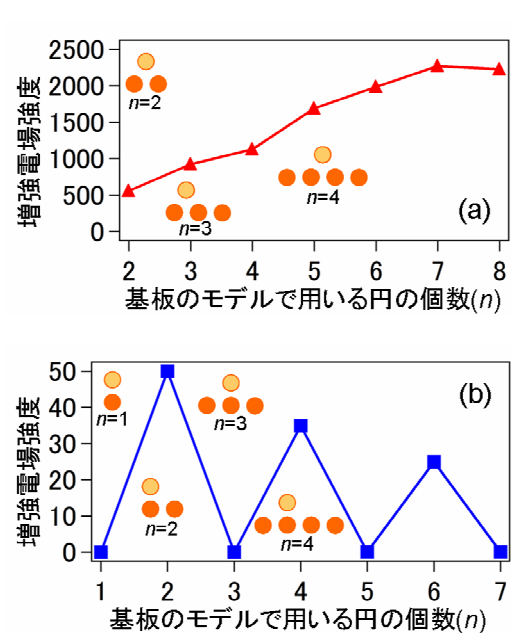 2500
2000
1500
1000
500
0
増強電場強度
n=2
n=3
n=4
(a)
2 3 4 5 6 7 8
基板のモデルで用いる円の個数(n)
50
40
30
20
10
0
増強電場強度
n=1
n=3
n=2
n=4
(b)
1 2 3 4 5 6 7
基板のモデルで用いる円の個数(n)